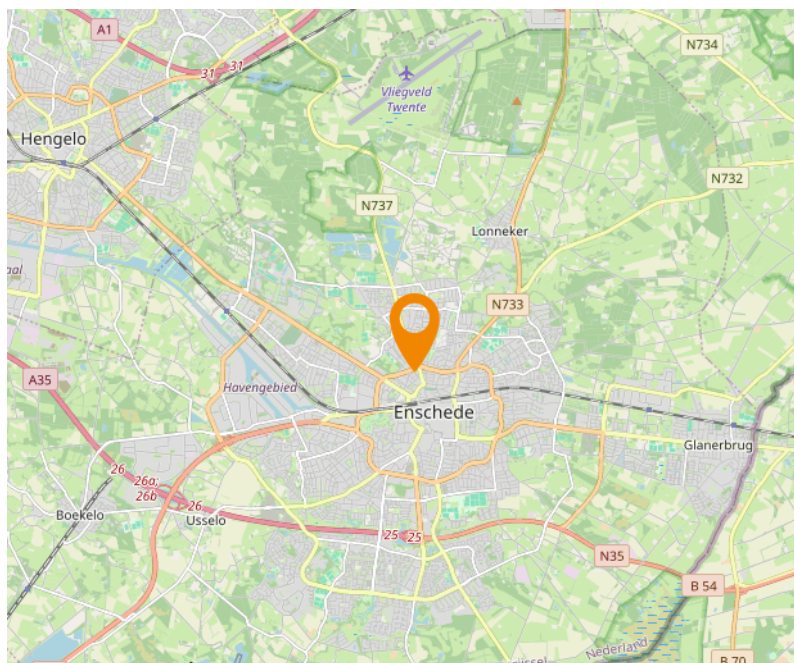 A1
N734
31
31
Vliegveld
Twente
Hengelo
N732
N737
Lonneker
N733
A35
Havengebied
Enschede
Glanerbrug
26
26a;
26b
26
Boekelo
Usselo
25
25
N35
B 54
Nederland
B 70